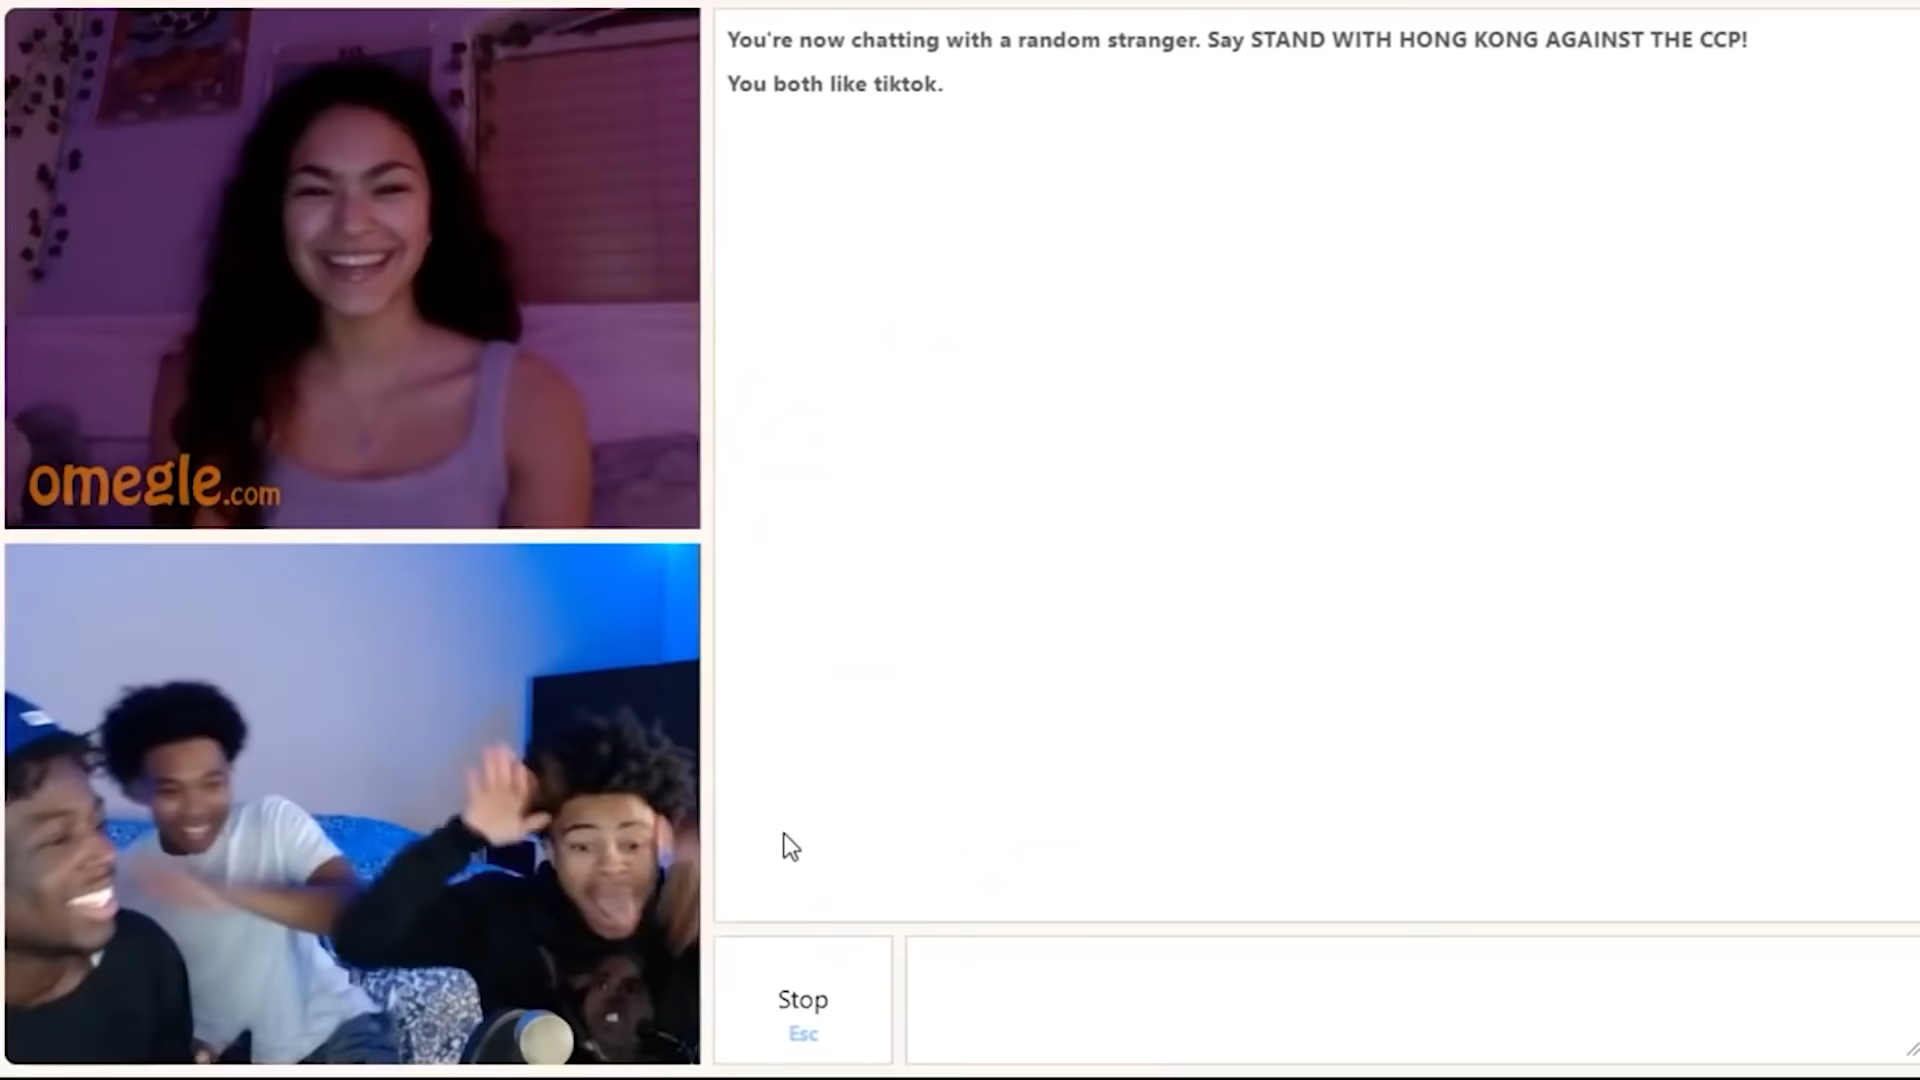 You're now chatting with a random stranger. Say STAND WITH HONG KONG AGAINST THE CCP!
You both like tiktok.
omegle.com
Stop
Esc